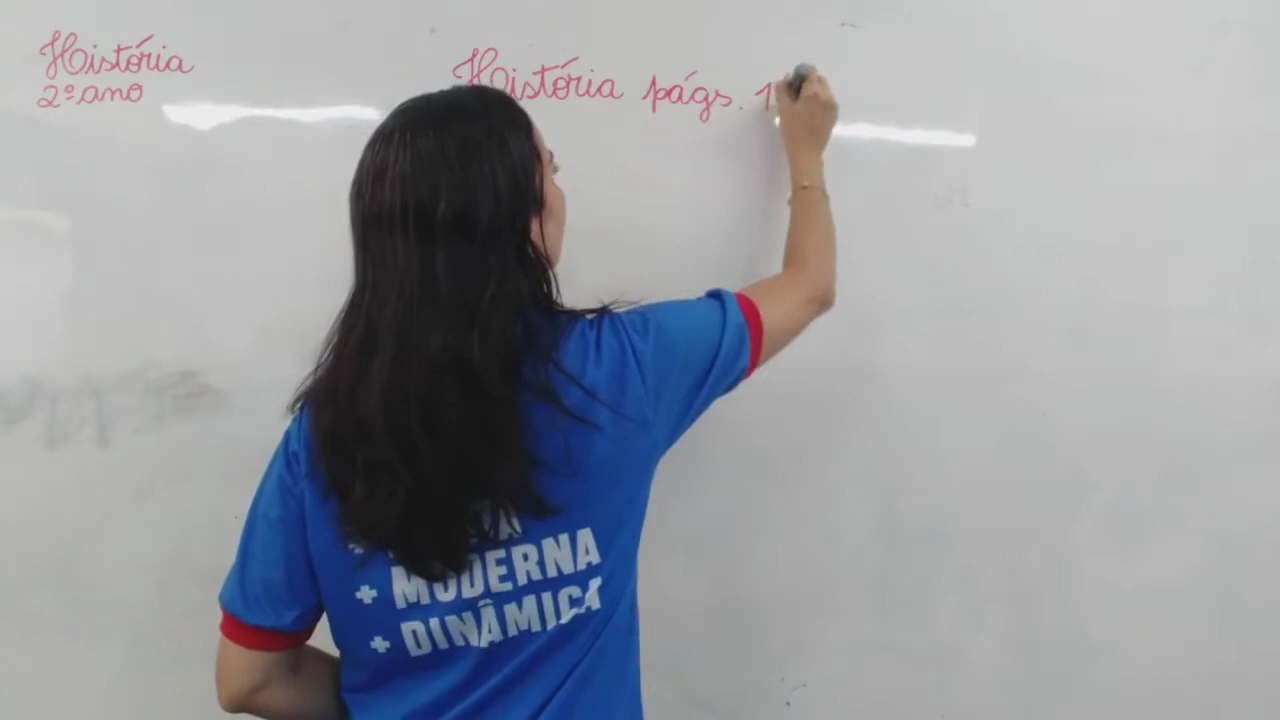 História
2º ano
História págs. 1
+ MODERNA
+ DINÂMICA